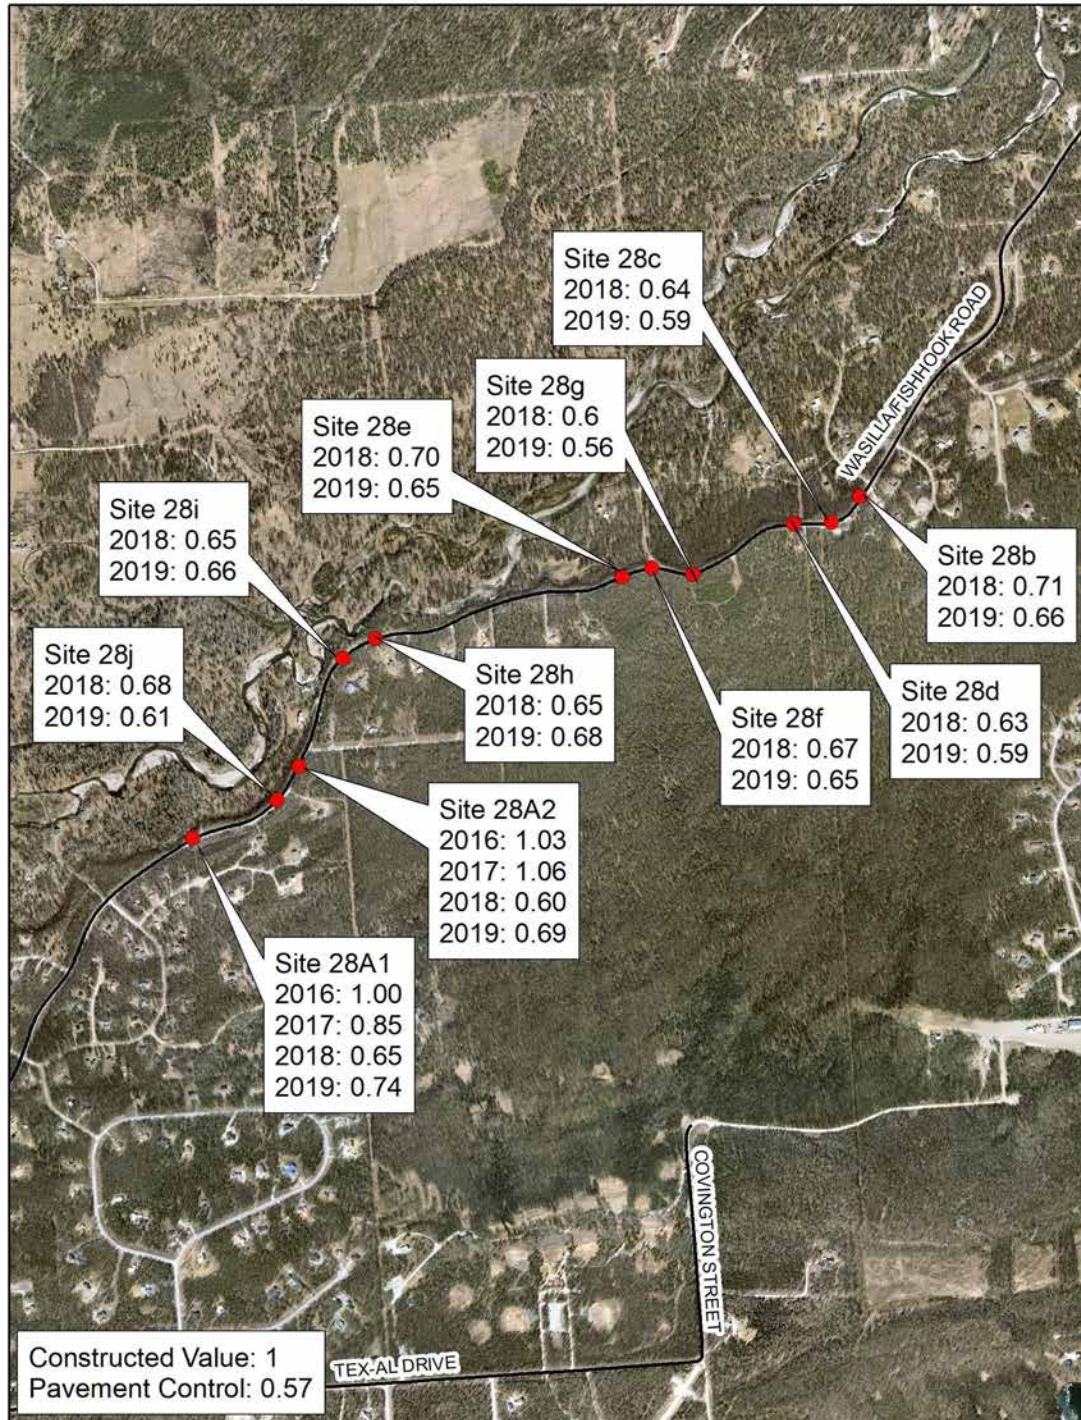 Site 28c
2018: 0.64
2019: 0.59
WASILLA/FISHHOOK ROAD
Site 28g
2018: 0.6
2019: 0.56
Site 28e
2018: 0.70
2019: 0.65
Site 28i
2018: 0.65
2019: 0.66
Site 28b
2018: 0.71
2019: 0.66
Site 28j
2018: 0.68
2019: 0.61
Site 28h
2018: 0.65
2019: 0.68
Site 28d
2018: 0.63
2019: 0.59
Site 28f
2018: 0.67
2019: 0.65
Site 28A2
2016: 1.03
2017: 1.06
2018: 0.60
2019: 0.69
Site 28A1
2016: 1.00
2017: 0.85
2018: 0.65
2019: 0.74
COVINGTON STREET
Constructed Value: 1
Pavement Control: 0.57
TEX-AL DRIVE